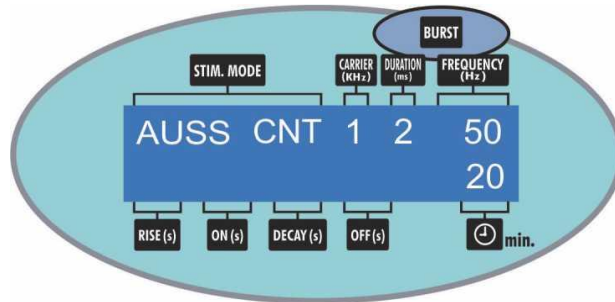 BURST
STIM. MODE CARRIER (KHz) DURATION (ms) FREQUENCY (Hz)
AUSS CNT 1 2 50
20
RISE (s) ON (s) DECAY (s) OFF (s) min.